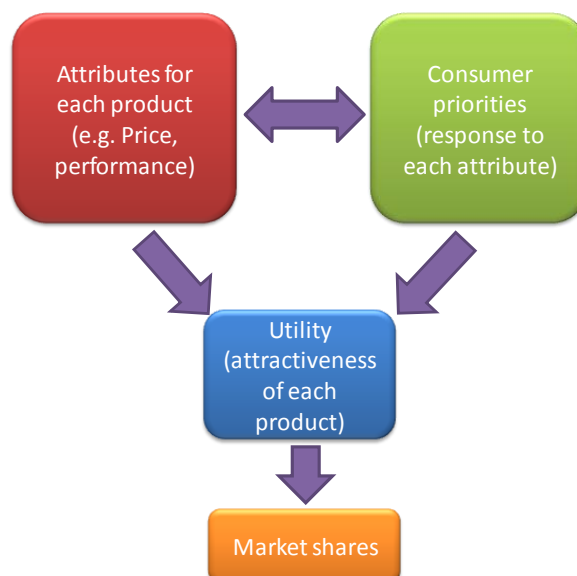 Attributes for
each product
(e.g. Price,
performance)
Consumer
priorities
(response to
each attribute)
Utility
(attractiveness
of each
product)
Market shares